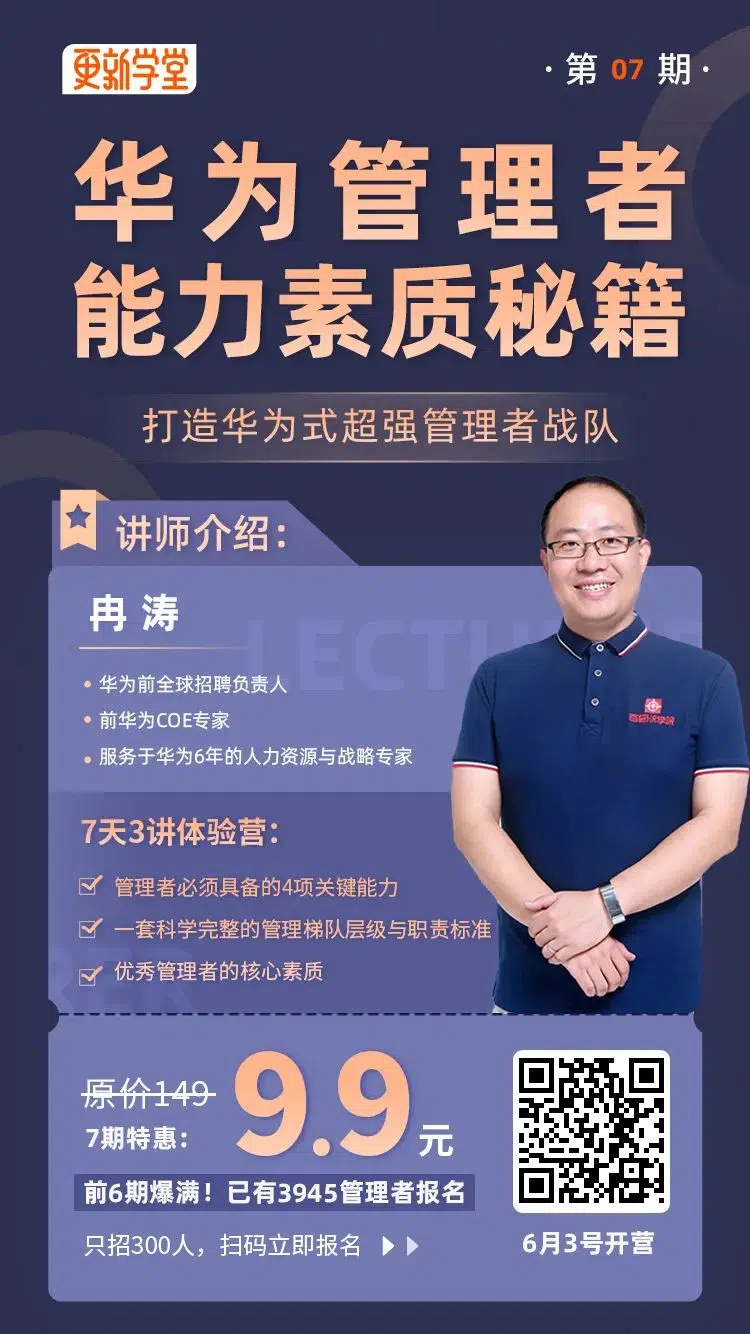 更新学堂
· 第 07 期 ·
华为管理者
能力素质秘籍
打造华为式超强管理者战队
讲师介绍：
冉涛
LECTURE
• 华为前全球招聘负责人
• 前华为COE专家
• 服务于华为6年的人力资源与战略专家
7天3讲体验营：
管理者必须具备的4项关键能力
一套科学完整的管理梯队层级与职责标准
优秀管理者的核心素质
原价149
7期特惠：
9.9元
前6期爆满！已有3945管理者报名
只招300人，扫码立即报名
6月3号开营